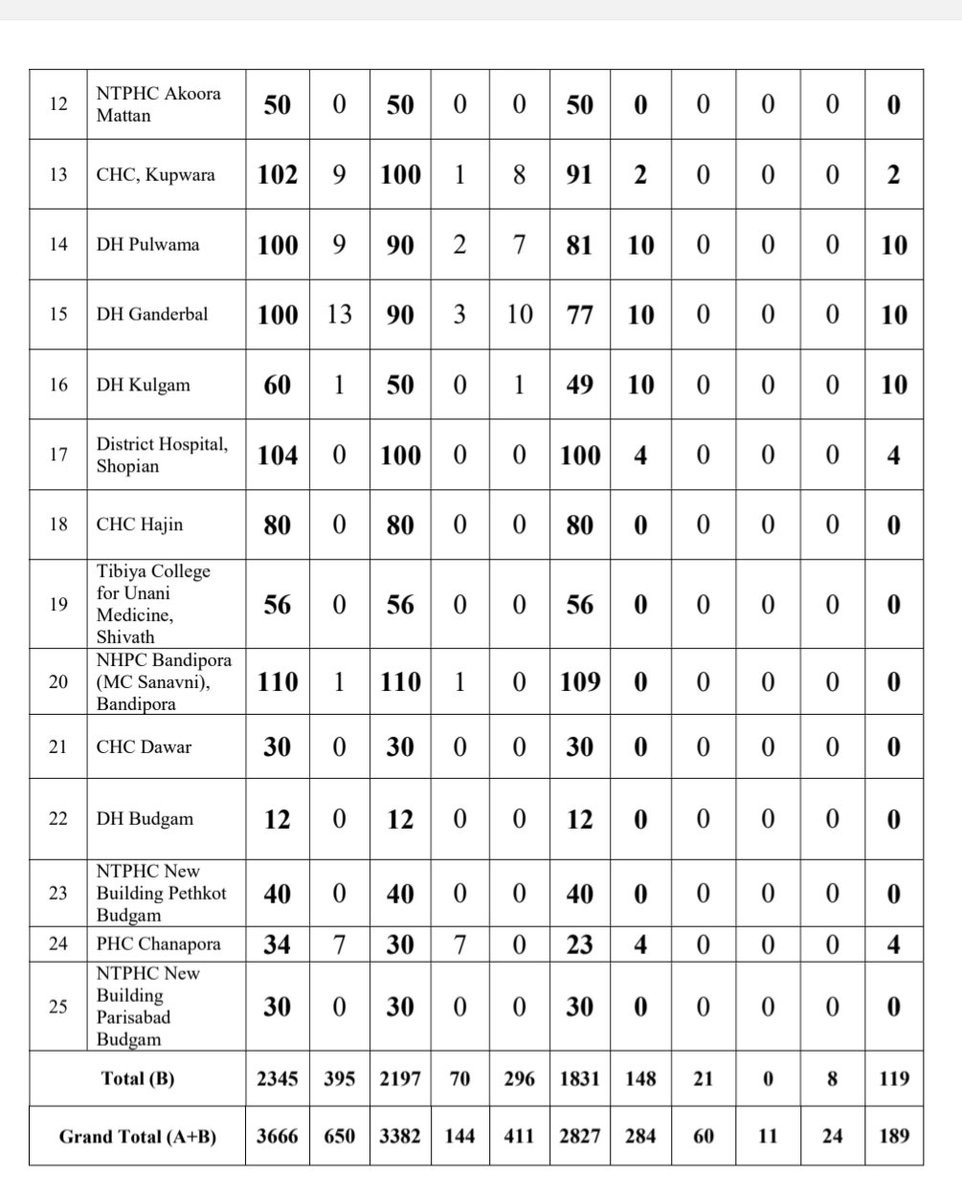 12 NTPHC Akoora Mattan 50 0 50 0 0 50 0 0 0 0 0
13 CHC, Kupwara 102 9 100 1 8 91 2 0 0 0 2
14 DH Pulwama 100 9 90 2 7 81 10 0 0 0 10
15 DH Ganderbal 100 13 90 3 10 77 10 0 0 0 10
16 DH Kulgam 60 1 50 0 1 49 10 0 0 0 10
17 District Hospital, Shopian 104 0 100 0 0 100 4 0 0 0 4
18 CHC Hajin 80 0 80 0 0 80 0 0 0 0 0
19 Tibiya College for Unani Medicine, Shivath 56 0 56 0 0 56 0 0 0 0 0
20 NHPC Bandipora (MC Sanavni), Bandipora 110 1 110 1 0 109 0 0 0 0 0
21 CHC Dawar 30 0 30 0 0 30 0 0 0 0 0
22 DH Budgam 12 0 12 0 0 12 0 0 0 0 0
23 NTPHC New Building Pethkot Budgam 40 0 40 0 0 40 0 0 0 0 0
24 PHC Chanapora 34 7 30 7 0 23 4 0 0 0 4
25 NTPHC New Building Parisabad Budgam 30 0 30 0 0 30 0 0 0 0 0
Total (B) 2345 395 2197 70 296 1831 148 21 0 8 119
Grand Total (A+B) 3666 650 3382 144 411 2827 284 60 11 24 189